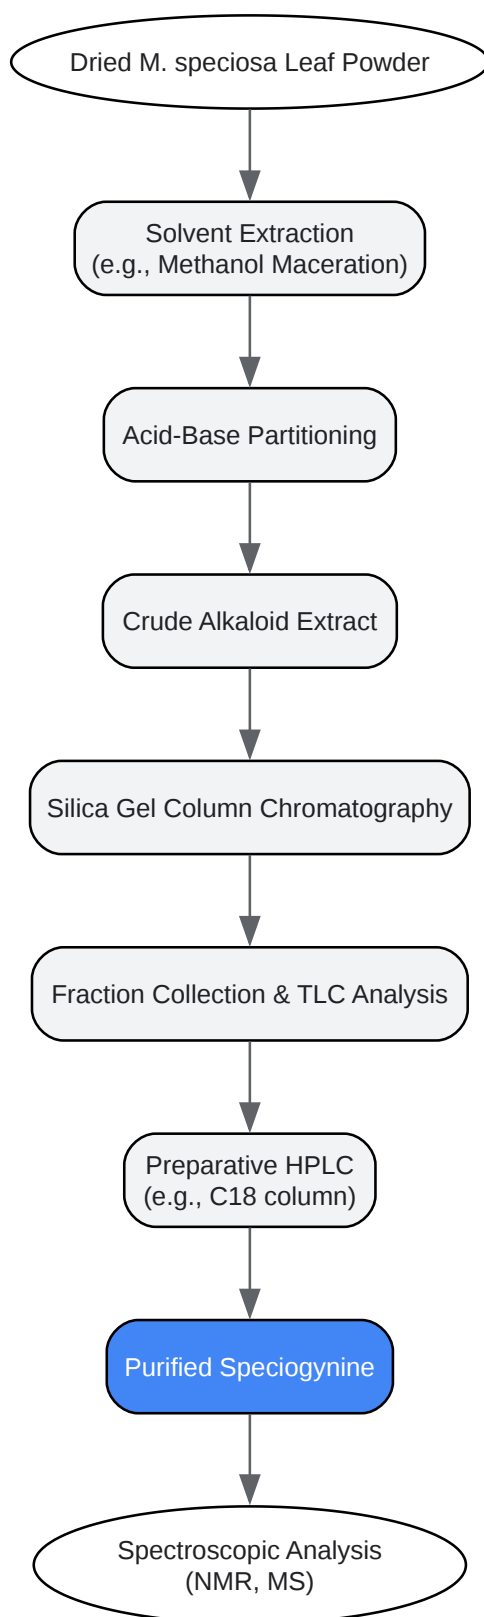 Dried M. speciosa Leaf Powder
Solvent Extraction
(e.g., Methanol Maceration)
Acid-Base Partitioning
Crude Alkaloid Extract
Silica Gel Column Chromatography
Fraction Collection & TLC Analysis
Preparative HPLC
(e.g., C18 column)
Purified Speciogynine
Spectroscopic Analysis
(NMR, MS)